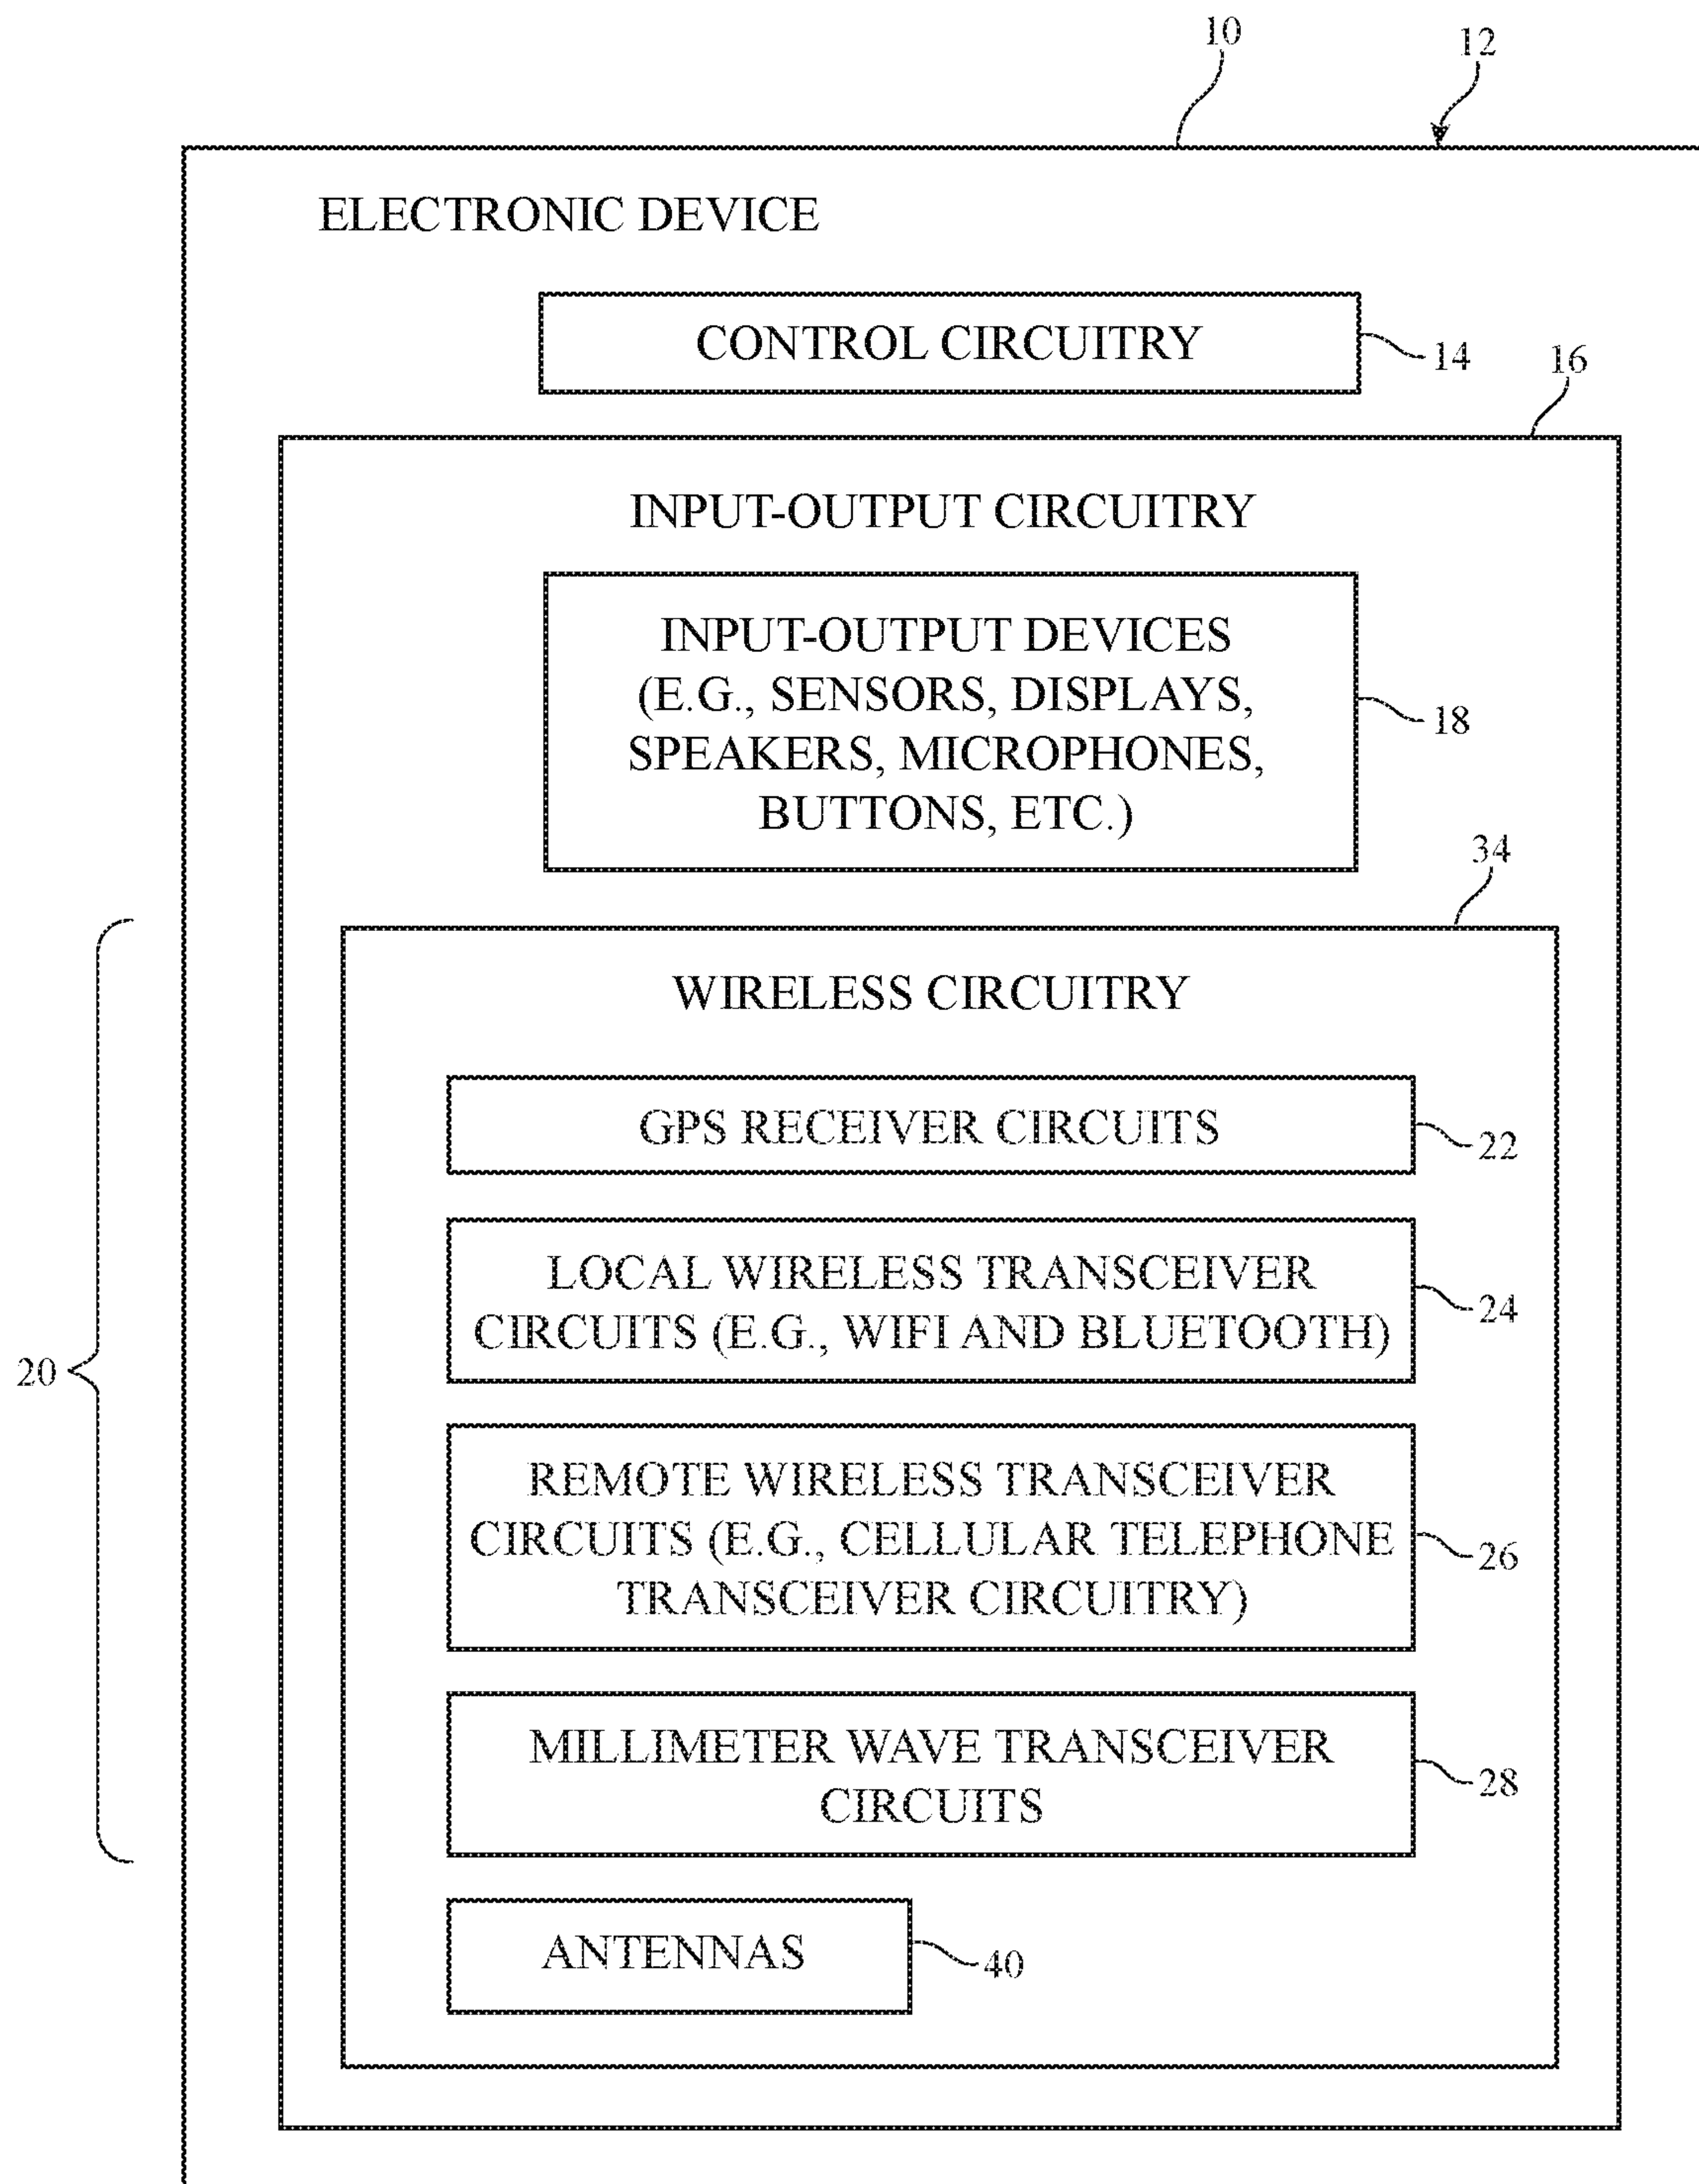 10
12
ELECTRONIC DEVICE
CONTROL CIRCUITRY
14
16
INPUT-OUTPUT CIRCUITRY
INPUT-OUTPUT DEVICES
(E.G., SENSORS, DISPLAYS,
SPEAKERS, MICROPHONES,
BUTTONS, ETC.)
18
34
WIRELESS CIRCUITRY
GPS RECEIVER CIRCUITS
22
LOCAL WIRELESS TRANSCEIVER
CIRCUITS (E.G., WIFI AND BLUETOOTH)
24
20
REMOTE WIRELESS TRANSCEIVER
CIRCUITS (E.G., CELLULAR TELEPHONE
TRANSCEIVER CIRCUITRY)
26
MILLIMETER WAVE TRANSCEIVER
CIRCUITS
28
ANTENNAS
40